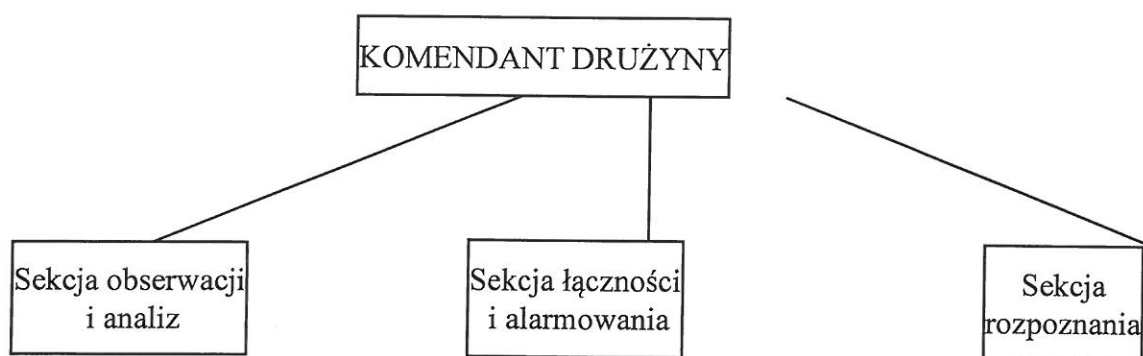 KOMENDANT DRUŻYNY
Sekcja obserwacji
i analiz
Sekcja łączności
i alarmowania
Sekcja
rozpoznania